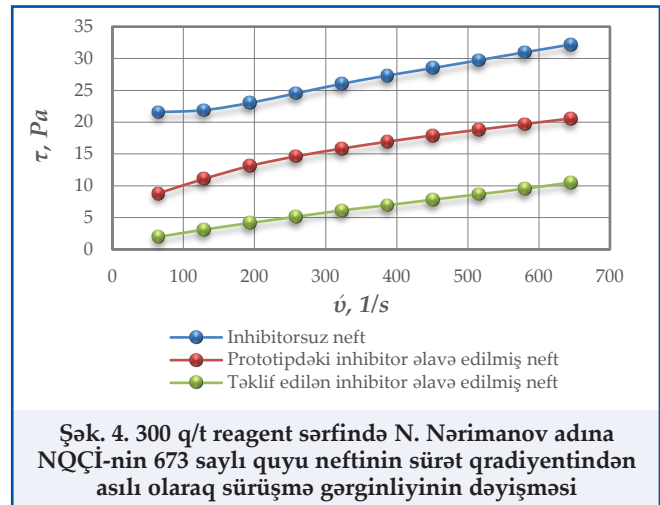 35
30
25
20
15
10
5
0
τ, Pa
0 100 200 300 400 500 600 700
ύ, 1/s
Inhibitorsuz neft
Prototipdəki inhibitor əlavə edilmiş neft
Təklif edilən inhibitor əlavə edilmiş neft
Şək. 4. 300 q/t reagent sərfində N. Nərimanov adına
NQÇİ-nin 673 saylı quyu neftinin sürət qradiyentindən
asılı olaraq sürüşmə gərginliyinin dəyişməsi